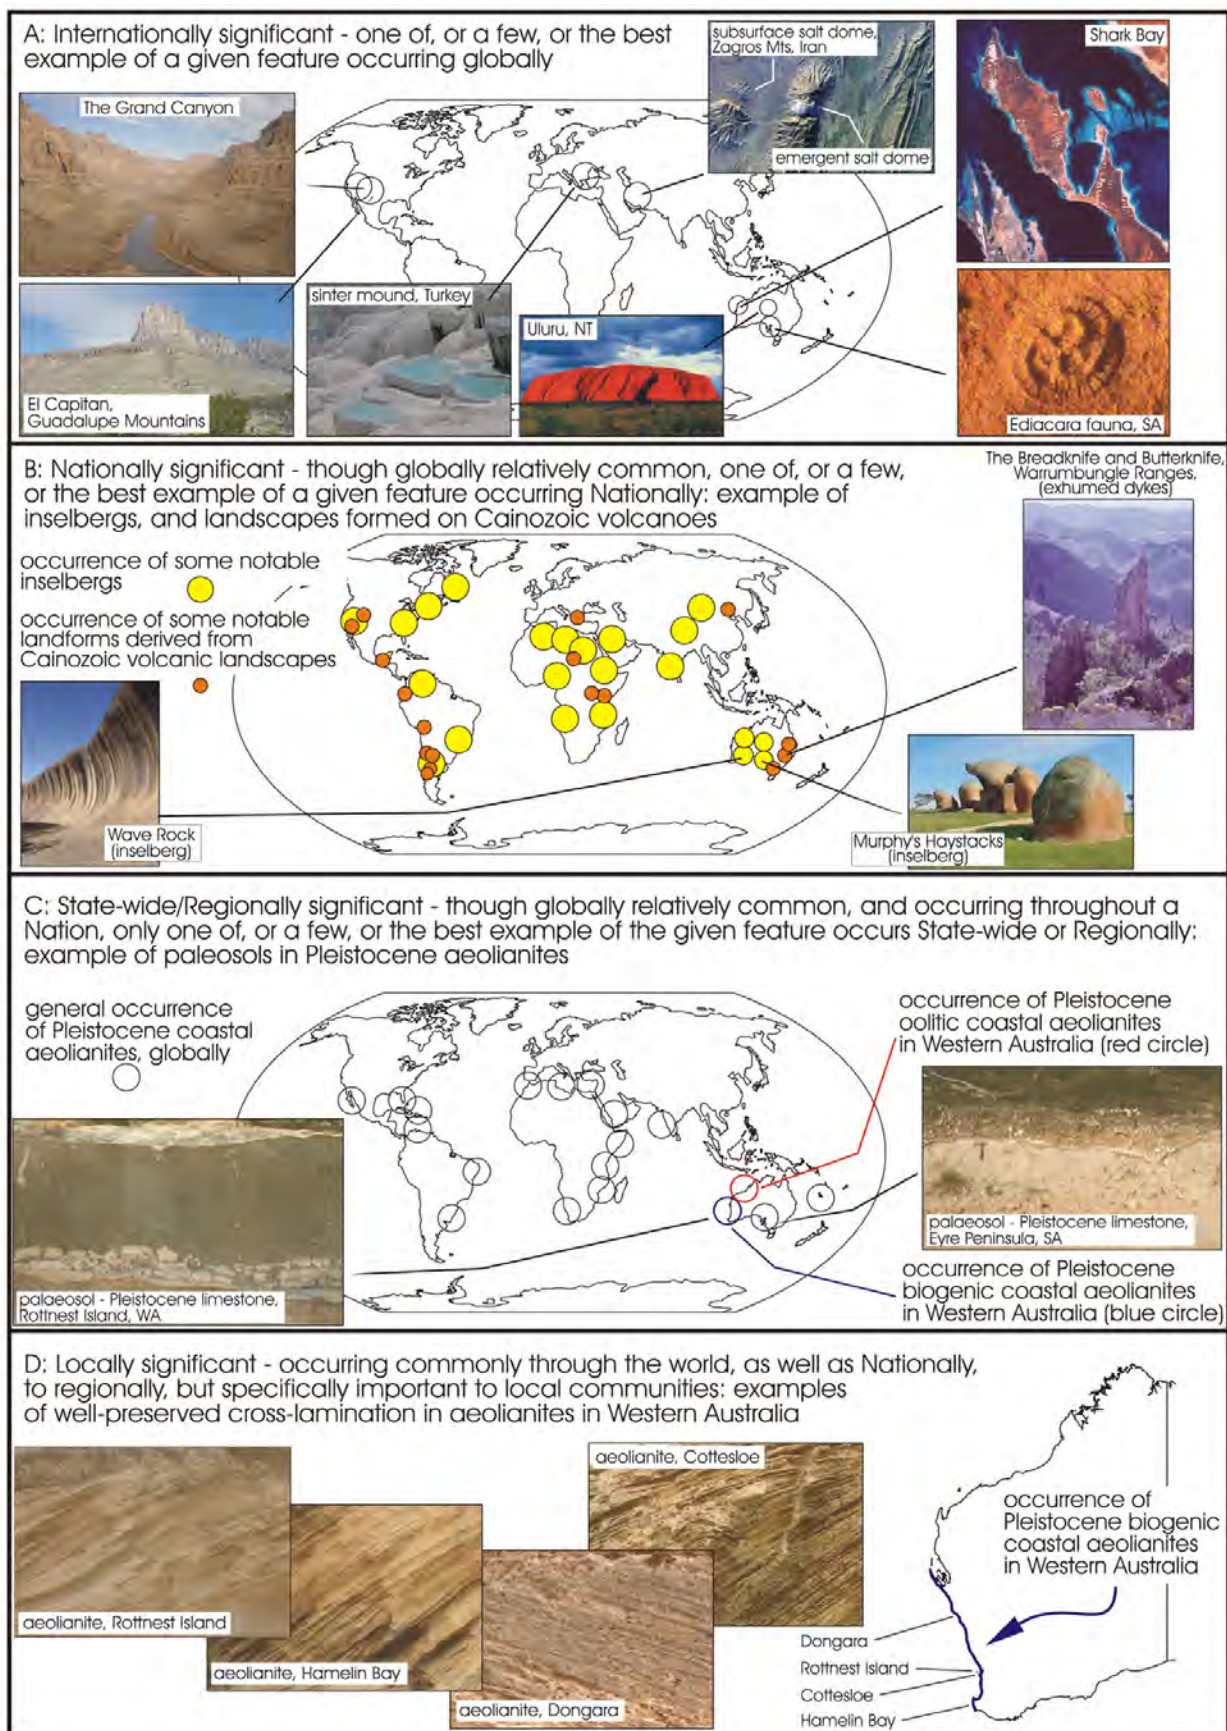 A: Internationally significant - one of, or a few, or the best
example of a given feature occurring globally
The Grand Canyon
subsurface salt dome,
Zagros Mts, Iran
emergent salt dome
Shark Bay
El Capitan,
Guadalupe Mountains
sinter mound, Turkey
Uluru, NT
Ediacara fauna, SA
B: Nationally significant - though globally relatively common, one of, or a few,
or the best example of a given feature occurring Nationally: example of
inselbergs, and landscapes formed on Cainozoic volcanoes
The Breadknife and Butterknife,
Warrumbungle Ranges,
(exhumed dykes)
occurrence of some notable
inselbergs
occurrence of some notable
landforms derived from
Cainozoic volcanic landscapes
Wave Rock
(inselberg)
Murphy's Haystacks
(inselberg)
C: State-wide/Regionally significant - though globally relatively common, and occurring throughout a
Nation, only one of, or a few, or the best example of the given feature occurs State-wide or Regionally:
example of paleosols in Pleistocene aeolianites
general occurrence
of Pleistocene coastal
aeolianites, globally
occurrence of Pleistocene
oolitic coastal aeolianites
in Western Australia (red circle)
palaeosol - Pleistocene limestone,
Rottnest Island, WA
palaeosol - Pleistocene limestone,
Eyre Peninsula, SA
occurrence of Pleistocene
biogenic coastal aeolianites
in Western Australia (blue circle)
D: Locally significant - occurring commonly through the world, as well as Nationally,
to regionally, but specifically important to local communities: examples
of well-preserved cross-lamination in aeolianites in Western Australia
aeolianite, Rottnest Island
aeolianite, Hamelin Bay
aeolianite, Dongara
aeolianite, Cottesloe
occurrence of
Pleistocene biogenic
coastal aeolianites
in Western Australia
Dongara
Rottnest Island
Cottesloe
Hamelin Bay